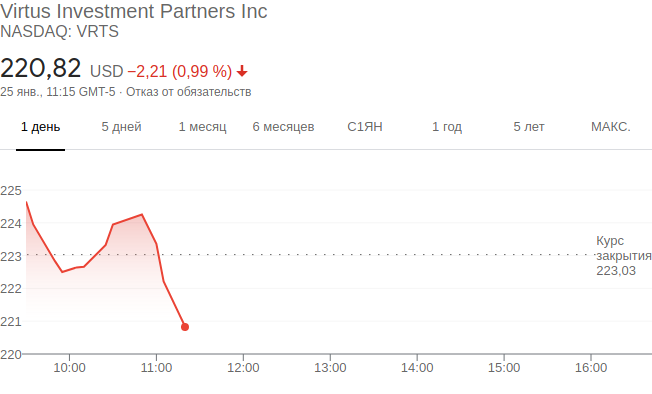 Virtus Investment Partners Inc
NASDAQ: VRTS
220,82 USD −2,21 (0,99 %)
25 янв., 11:15 GMT-5 · Отказ от обязательств
1 день 5 дней 1 месяц 6 месяцев С1ЯН 1 год 5 лет МАКС.
225
224
223
222
221
220
Курс
закрытия
223,03
10:00 11:00 12:00 13:00 14:00 15:00 16:00